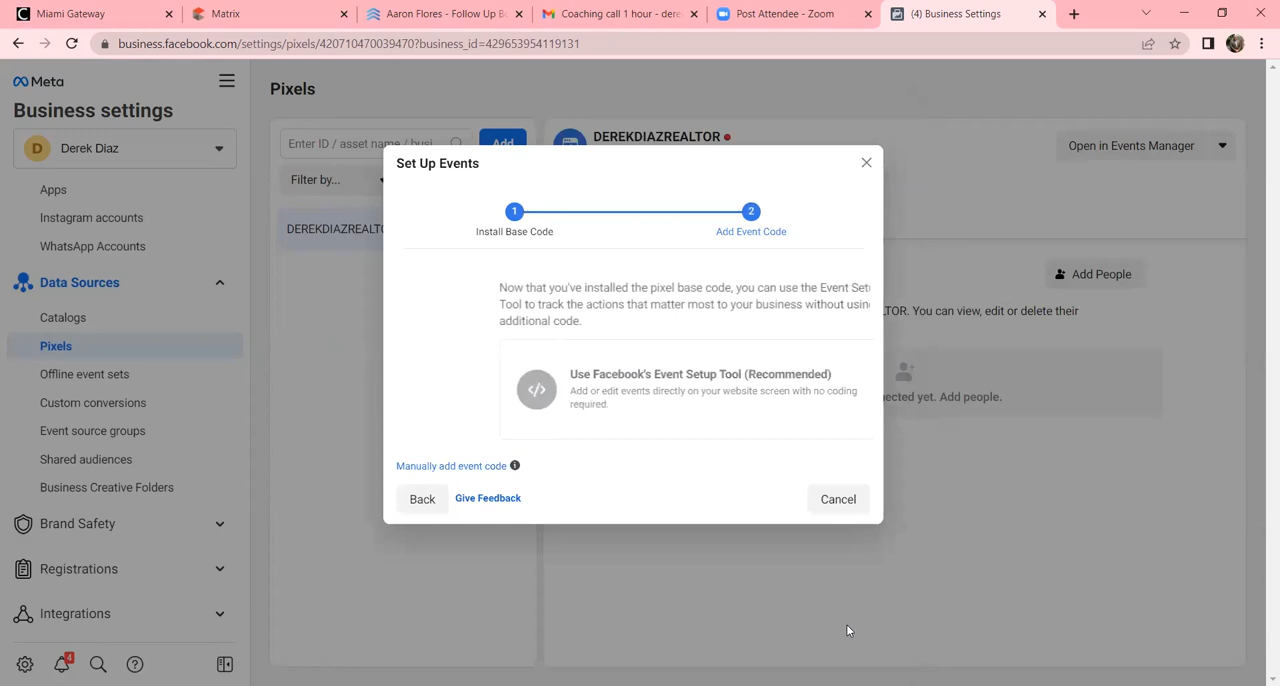 Miami Gateway
Matrix
Aaron Flores - Follow Up B
Coaching call 1 hour - dere
Post Attendee - Zoom
(4) Business Settings
business.facebook.com/settings/pixels/420710470039470?business_id=429653954119131
Meta
Business settings
D Derek Diaz
Apps
Instagram accounts
WhatsApp Accounts
Data Sources
Catalogs
Pixels
Offline event sets
Custom conversions
Event source groups
Shared audiences
Business Creative Folders
Brand Safety
Registrations
Integrations
4
Pixels
Enter ID / asset name / busi
Add
Filter by...
DEREKDIAZREALTO
DEREKDIAZREALTOR
Open in Events Manager
Add People
TOR. You can view, edit or delete their
nected yet. Add people.
Set Up Events
1
2
Install Base Code
Add Event Code
Now that you've installed the pixel base code, you can use the Event Set
Tool to track the actions that matter most to your business without using
additional code.
Use Facebook's Event Setup Tool (Recommended)
Add or edit events directly on your website screen with no coding
required.
Manually add event code
Back
Give Feedback
Cancel